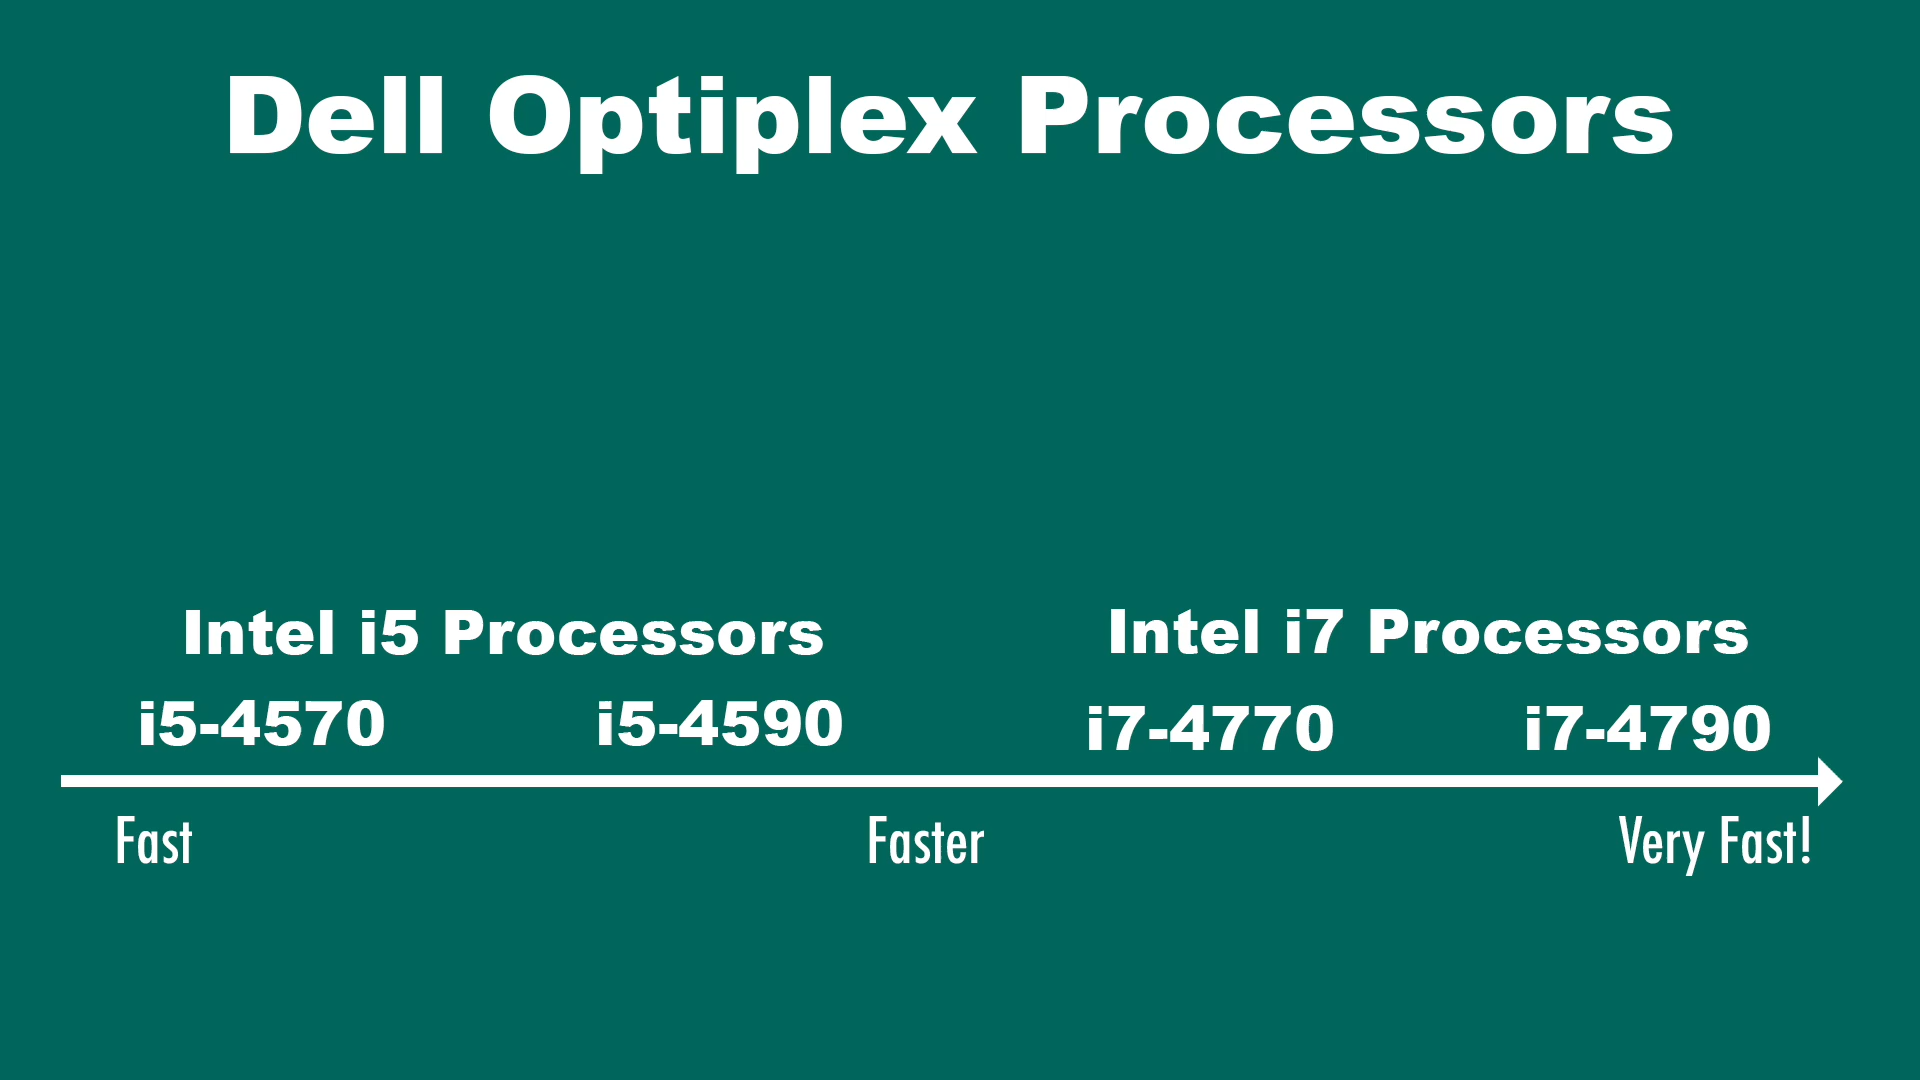 Dell Optiplex Processors
Intel i5 Processors
Intel i7 Processors
i5-4570
i5-4590
i7-4770
i7-4790
Fast
Faster
Very Fast!